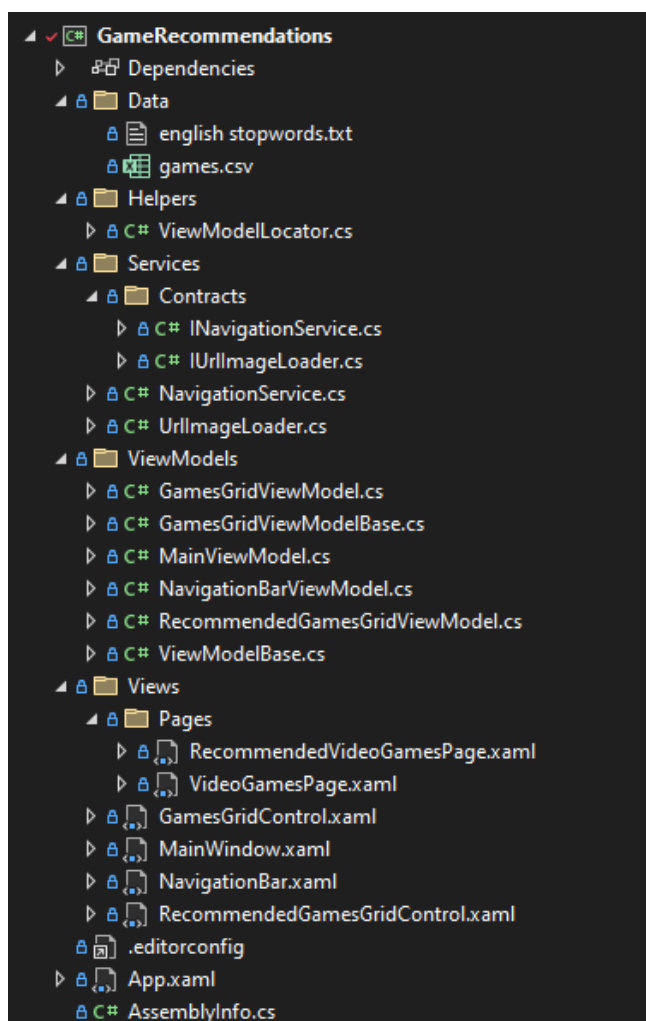 C# GameRecommendations
Dependencies
Data
english stopwords.txt
games.csv
Helpers
C# ViewModelLocator.cs
Services
Contracts
C# INavigationService.cs
C# IUrlImageLoader.cs
C# NavigationService.cs
C# UrlImageLoader.cs
ViewModels
C# GamesGridViewModel.cs
C# GamesGridViewModelBase.cs
C# MainViewModel.cs
C# NavigationBarViewModel.cs
C# RecommendedGamesGridViewModel.cs
C# ViewModelBase.cs
Views
Pages
RecommendedVideoGamesPage.xaml
VideoGamesPage.xaml
GamesGridControl.xaml
MainWindow.xaml
NavigationBar.xaml
RecommendedGamesGridControl.xaml
.editorconfig
App.xaml
C# AssemblyInfo.cs